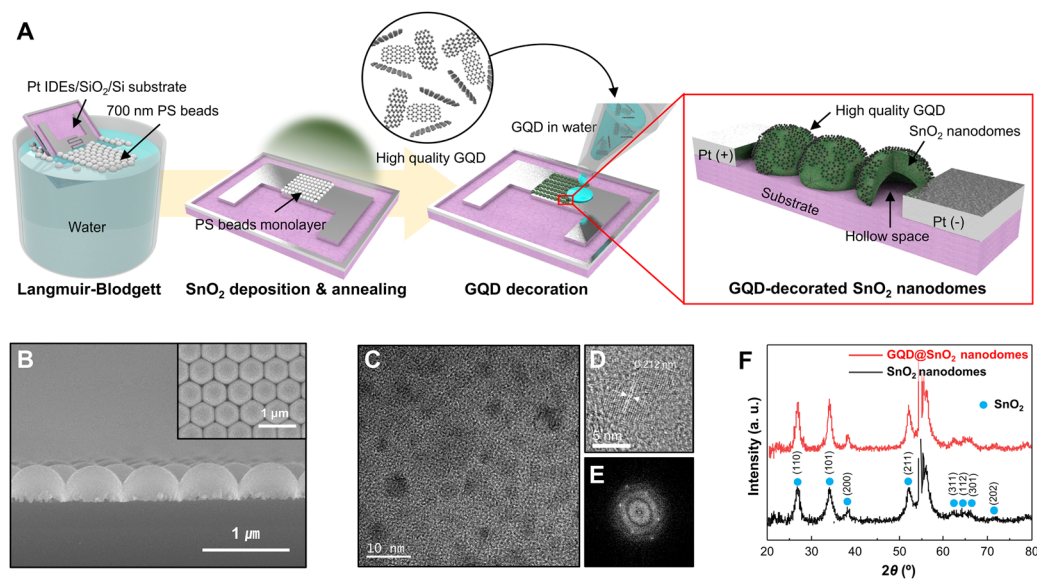 A
Pt IDEs/SiO₂/Si substrate
700 nm PS beads
Water
Langmuir-Blodgett
PS beads monolayer
SnO₂ deposition & annealing
High quality GQD
GQD in water
GQD decoration
High quality GQD
SnO₂ nanodomes
Pt (+)
Substrate
Pt (-)
Hollow space
GQD-decorated SnO₂ nanodomes
B
1 μm
1 μm
C
10 nm
D
0.212 nm
5 nm
E
F
GQD@SnO₂ nanodomes
SnO₂ nanodomes
SnO₂
Intensity (a. u.)
(110)
(101)
(200)
(211)
(311)
(112)
(301)
(202)
20 30 40 50 60 70 80
2θ (º)